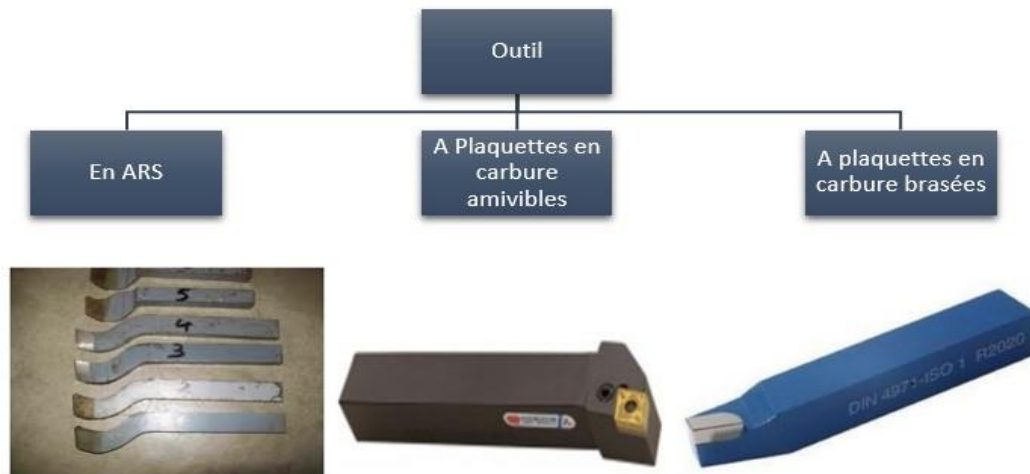 Outil
En ARS
A Plaquettes en
carbure
amivibles
A plaquettes en
carbure brasées
5
4
3
DIN 4971-ISO 1 R2020